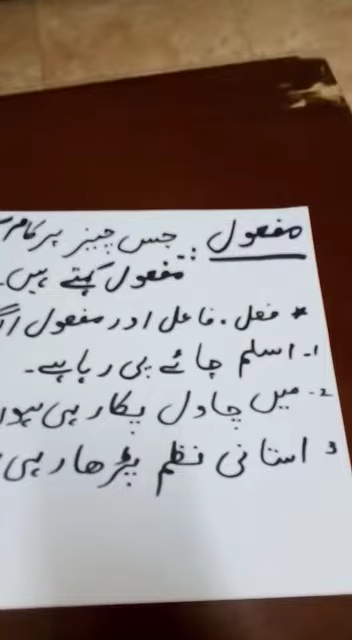 مفعول :: جس چیز پر کام
مفعول کہتے ہیں۔
* فعل ، فاعل اور مفعول
1۔ اسلم چائے پی رہا ہے۔
2۔ میں چاول پکا رہی ہوں
3 استانی نظم پڑھا رہی